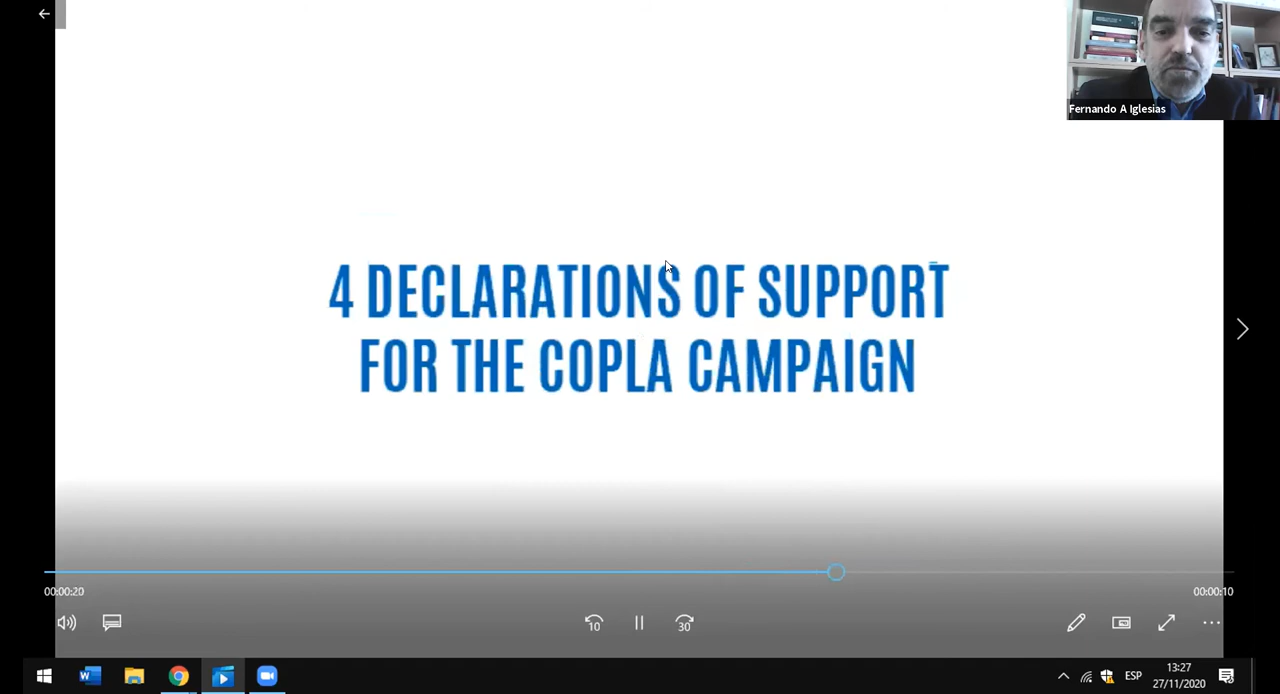 Fernando A Iglesias
4 DECLARATIONS OF SUPPORT
FOR THE COPLA CAMPAIGN
00:00:20
00:00:10
10
30
ESP
13:27
27/11/2020